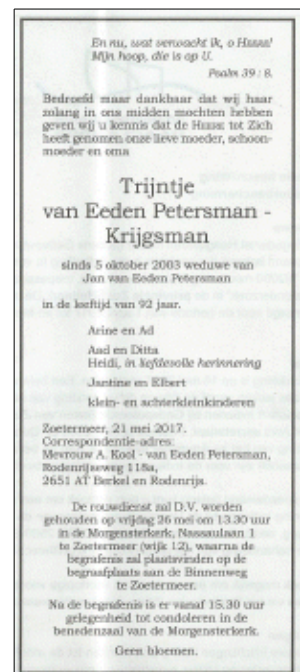 En nu, wat verwacht ik, o HEERE!
Mijn hoop, die is op U.
Psalm 39 : 8.
Bedroefd maar dankbaar dat wij haar
zolang in ons midden mochten hebben
geven wij u kennis dat de HEERE tot Zich
heeft genomen onze lieve moeder, schoon-
moeder en oma
Trijntje
van Eeden Petersman -
Krijgsman
sinds 5 oktober 2003 weduwe van
Jan van Eeden Petersman
in de leeftijd van 92 jaar.
Arine en Ad
Aad en Ditta
Heidi, in liefdevolle herinnering
Jantine en Elbert
klein- en achterkleinkinderen
Zoetermeer, 21 mei 2017.
Correspondentie-adres:
Mevrouw A. Kool - van Eeden Petersman,
Rodenrijseweg 118a,
2651 AT Berkel en Rodenrijs.
De rouwdienst zal D.V. worden
gehouden op vrijdag 26 mei om 13.30 uur
in de Morgensterkerk, Nassaulaan 1
te Zoetermeer (wijk 12), waarna de
begrafenis zal plaatsvinden op de
begraafplaats aan de Binnenweg
te Zoetermeer.
Na de begrafenis is er vanaf 15.30 uur
gelegenheid tot condoleren in de
benedenzaal van de Morgensterkerk.
Geen bloemen.